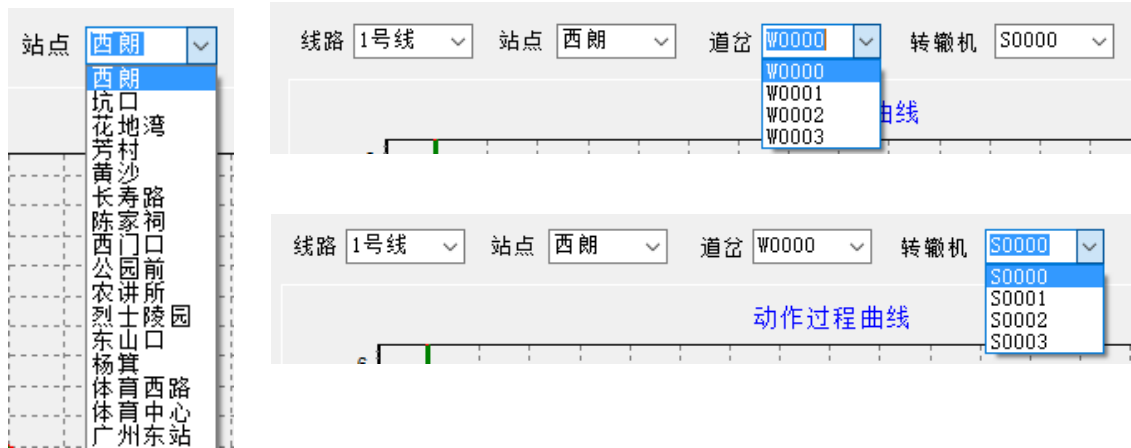 站点 西朗
西朗
坑口
花地湾
芳村
黄沙
长寿路
陈家祠
西门口
公园前
农讲所
烈士陵园
东山口
杨箕
体育西路
体育中心
广州东站
线路 1号线 站点 西朗 道岔 W0000 转辙机 S0000
W0000
W0001
W0002
W0003
曲线
线路 1号线 站点 西朗 道岔 W0000 转辙机 S0000
S0000
S0001
S0002
S0003
动作过程曲线
6